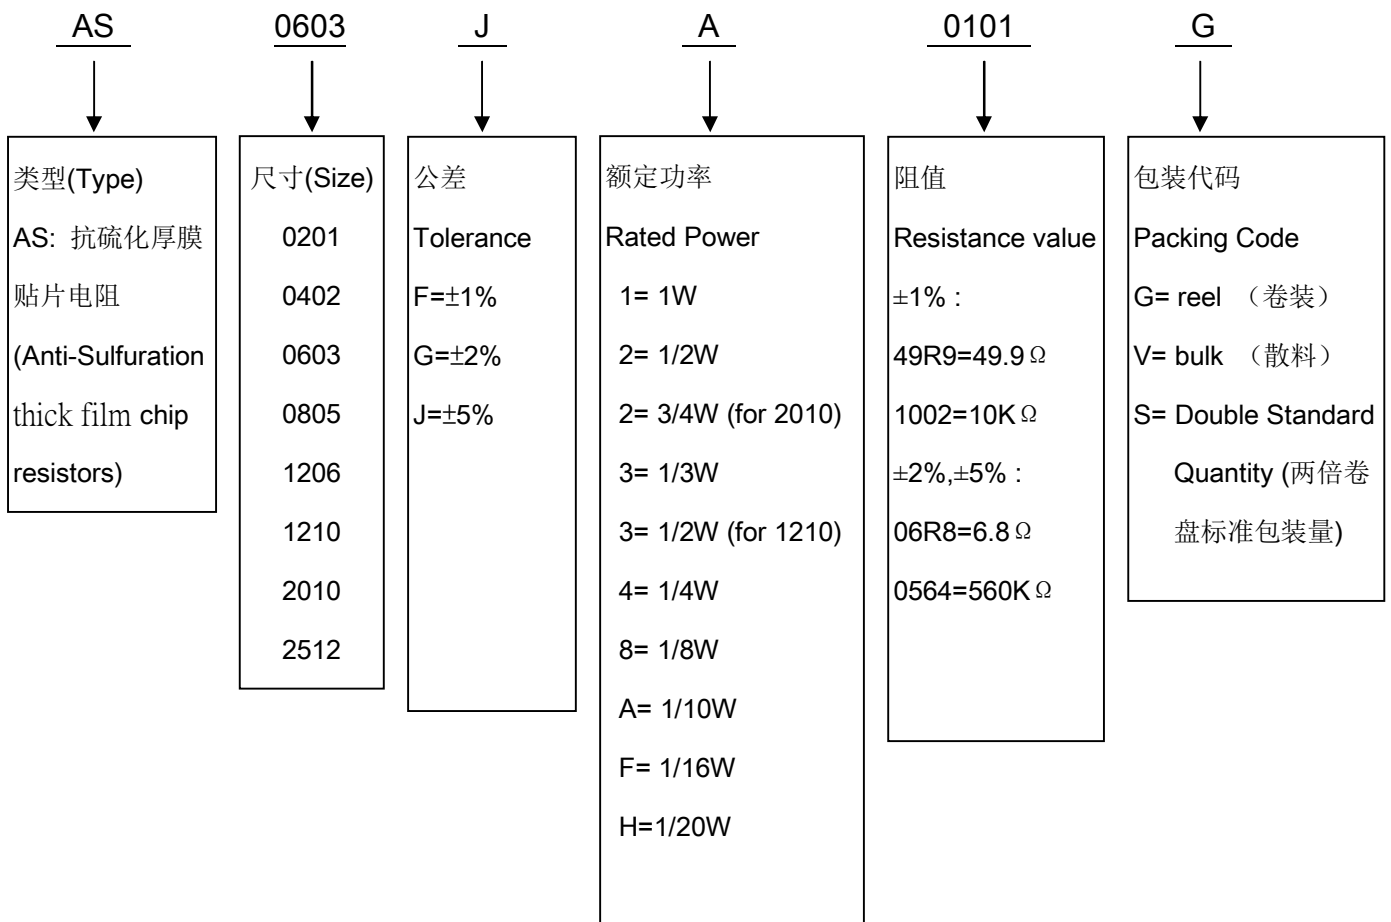 AS 0603 J A 0101 G
类型(Type)
AS: 抗硫化厚膜
贴片电阻
(Anti-Sulfuration
thick film chip
resistors)
尺寸(Size)
0201
0402
0603
0805
1206
1210
2010
2512
公差
Tolerance
F=±1%
G=±2%
J=±5%
额定功率
Rated Power
1= 1W
2= 1/2W
2= 3/4W (for 2010)
3= 1/3W
3= 1/2W (for 1210)
4= 1/4W
8= 1/8W
A= 1/10W
F= 1/16W
H=1/20W
阻值
Resistance value
±1% :
49R9=49.9Ω
1002=10KΩ
±2%,±5% :
06R8=6.8Ω
0564=560KΩ
包装代码
Packing Code
G= reel （卷装）
V= bulk （散料）
S= Double Standard
Quantity (两倍卷
盘标准包装量)